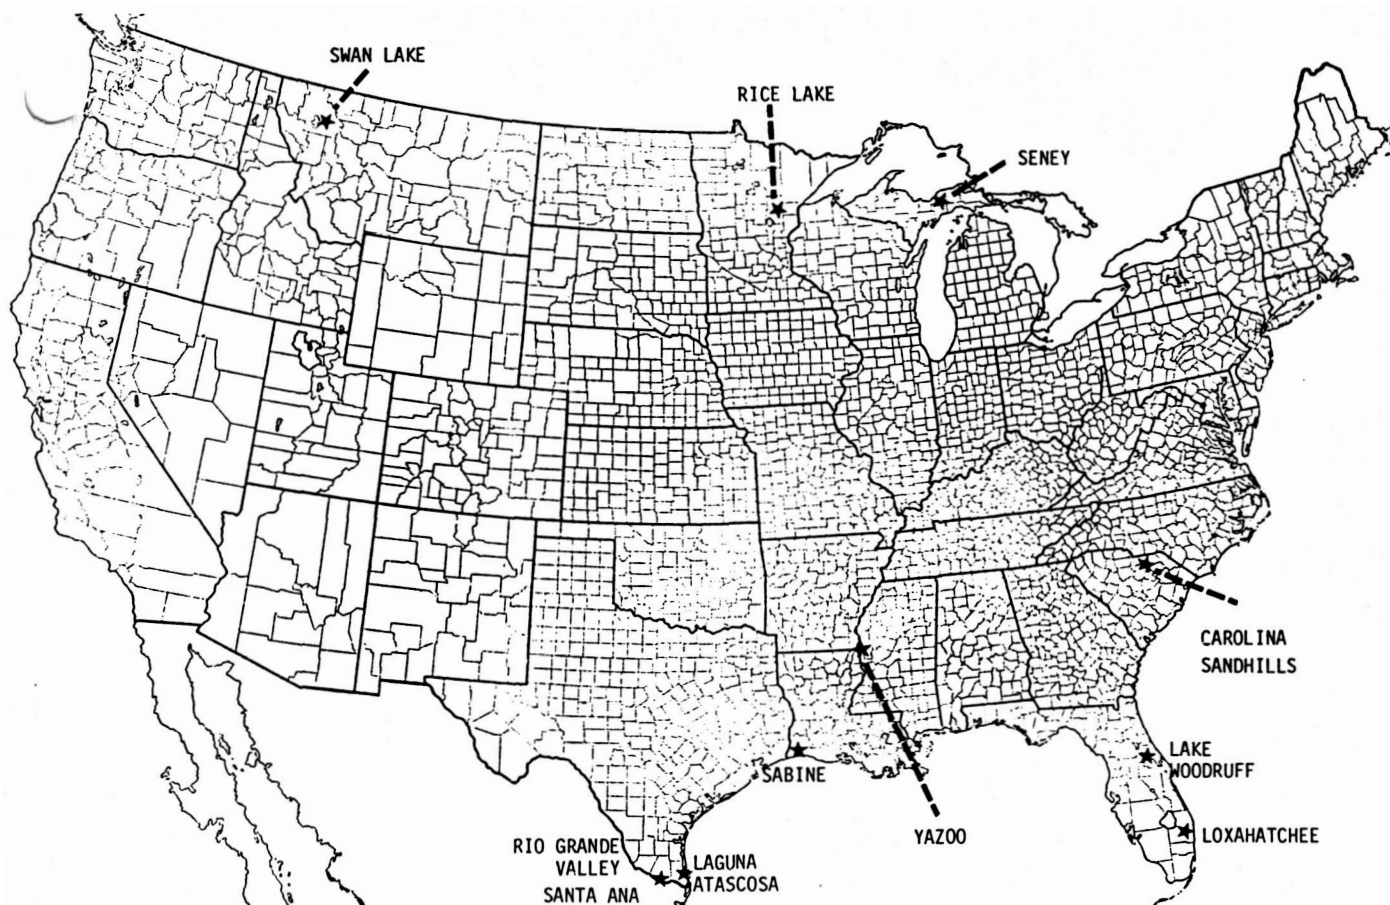 SWAN LAKE
RICE LAKE
SENEY
CAROLINA
SANDHILLS
LAKE
WOODRUFF
SABINE
YAZOO
LOXAHATCHEE
RIO GRANDE
VALLEY
SANTA ANA
LAGUNA
ATASCOSA